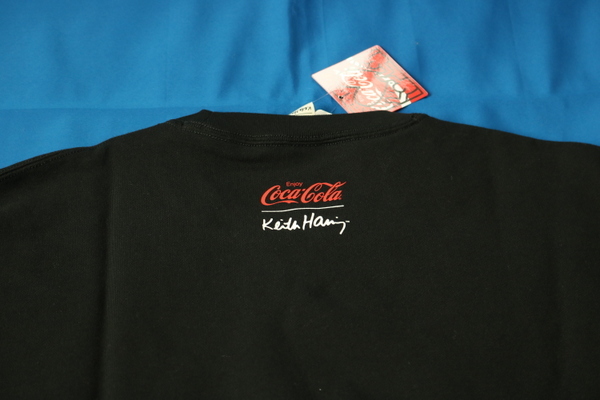 Enjoy
Coca-Cola
Keith Haring